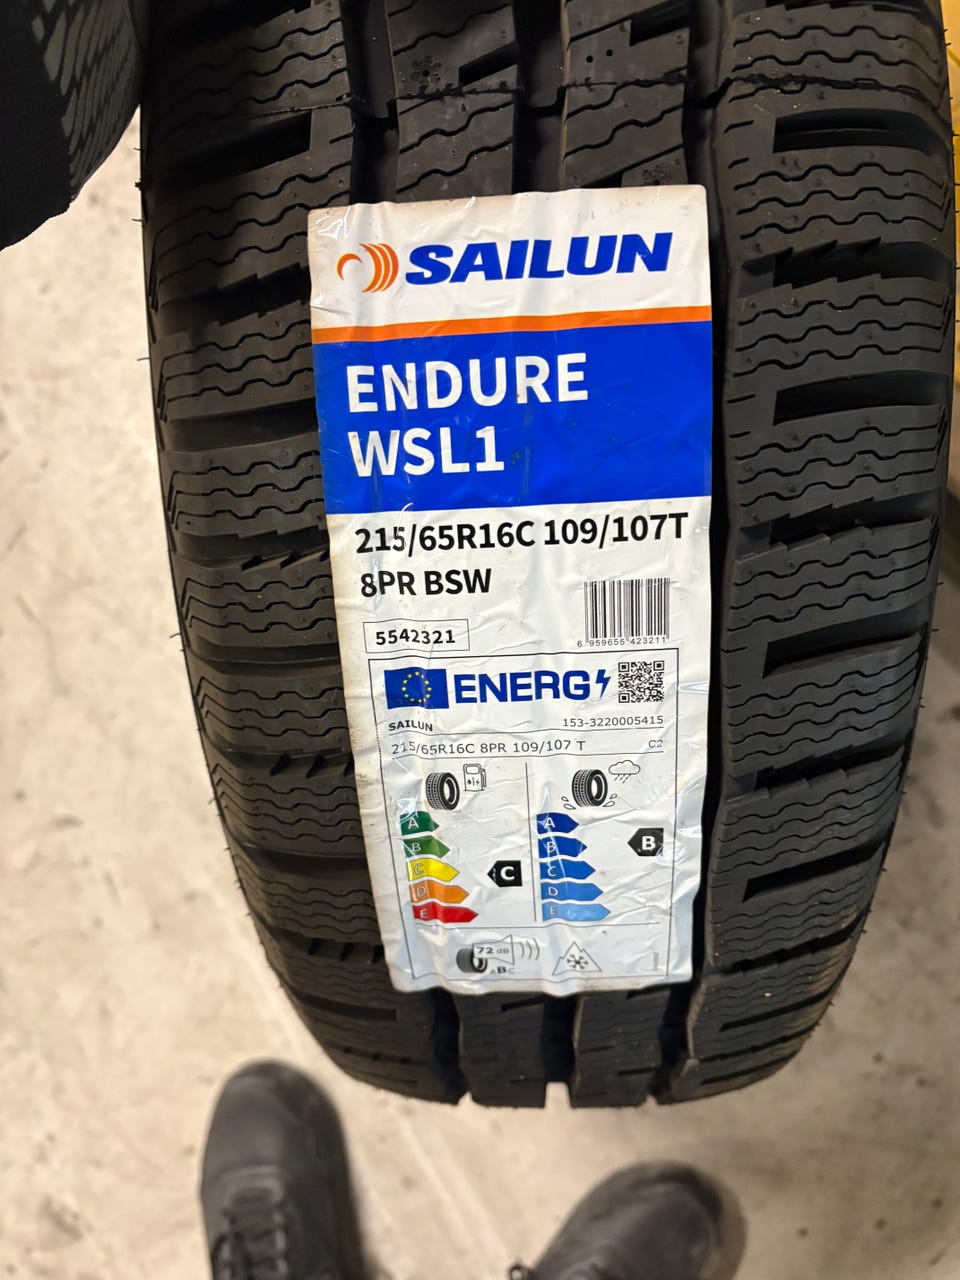 SAILUN
ENDURE
WSL1
215/65R16C 109/107T
8PR BSW
5542321
6 959655 423211
ENERG
SAILUN 153-3220005415
215/65R16C 8PR 109/107 T C2
A A
B B B
C C C
D D
E E
72 dB
ABC